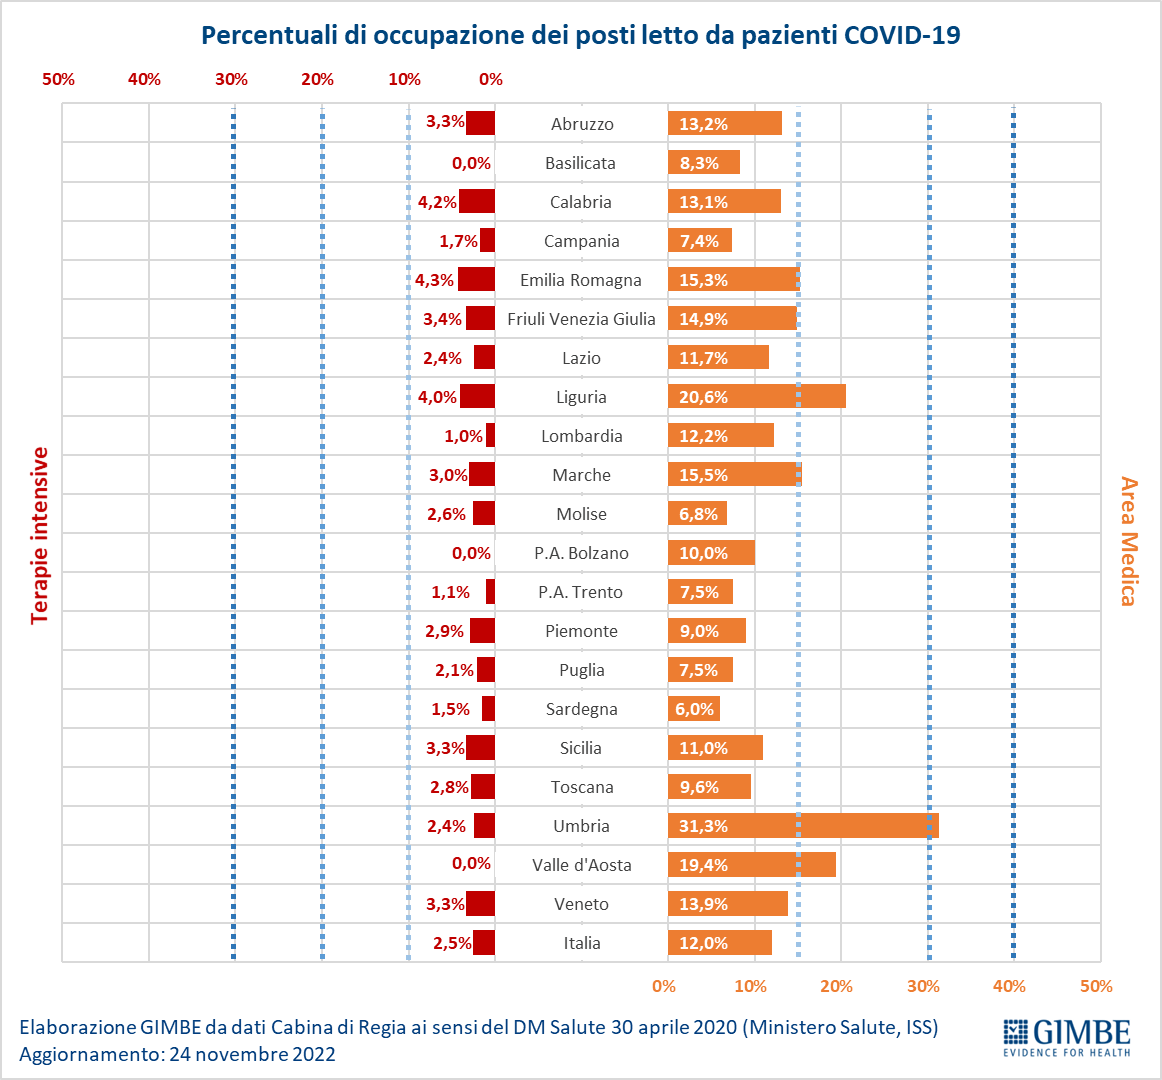 Percentuali di occupazione dei posti letto da pazienti COVID-19
50% 40% 30% 20% 10% 0%
3,3% Abruzzo 13,2%
0,0% Basilicata 8,3%
4,2% Calabria 13,1%
1,7% Campania 7,4%
4,3% Emilia Romagna 15,3%
3,4% Friuli Venezia Giulia 14,9%
2,4% Lazio 11,7%
4,0% Liguria 20,6%
1,0% Lombardia 12,2%
3,0% Marche 15,5%
2,6% Molise 6,8%
0,0% P.A. Bolzano 10,0%
1,1% P.A. Trento 7,5%
2,9% Piemonte 9,0%
2,1% Puglia 7,5%
1,5% Sardegna 6,0%
3,3% Sicilia 11,0%
2,8% Toscana 9,6%
2,4% Umbria 31,3%
0,0% Valle d'Aosta 19,4%
3,3% Veneto 13,9%
2,5% Italia 12,0%
Terapie intensive
Area Medica
0% 10% 20% 30% 40% 50%
Elaborazione GIMBE da dati Cabina di Regia ai sensi del DM Salute 30 aprile 2020 (Ministero Salute, ISS)
Aggiornamento: 24 novembre 2022
GIMBE
EVIDENCE FOR HEALTH